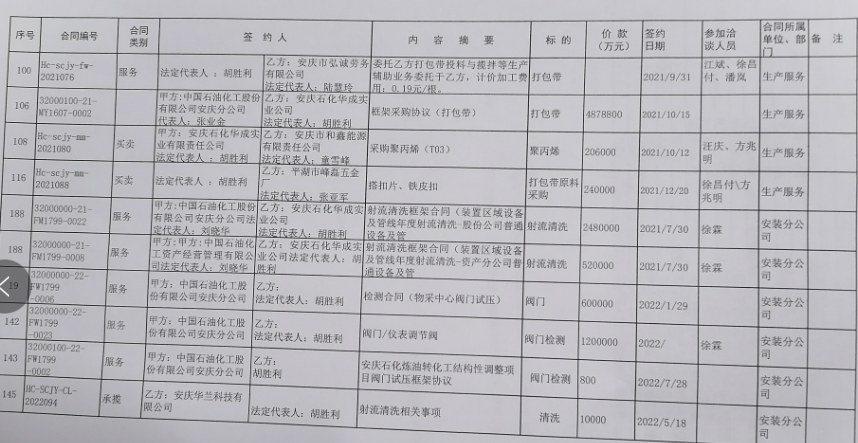 序号 合同编号 合同类别 签 约 人 内 容 摘 要 标 的 价 款（万元） 签约日期 参加洽谈人员 合同所属单位、部门 备 注
100 Hc-scjy-fw-2021076 服务 法定代表人：胡胜利 乙方：安庆市弘诚劳务有限公司 法定代表人：陆慧玲 委托乙方打包带投料与搅拌等生产辅助业务委托于乙方，计价加工费用：0.19元/根。 打包带 2021/9/31 江斌、徐昌付、潘岚 生产服务
106 32000100-21-MY1607-0002 甲方:中国石油化工股份有限公司安庆分公司 代表人：张业金 乙方：安庆石化华成实业公司 法定代表人：胡胜利 框架采购协议（打包带） 打包带 4878800 2021/10/15 生产服务
108 Hc-scjy-mm-2021080 买卖 甲方：安庆石化华成实业有限责任公司 法定代表人：胡胜利 乙方：安庆市和鑫能源有限责任公司 法定代表人：童雪峰 采购聚丙烯（T03） 聚丙烯 206000 2021/10/12 汪庆、方兆明 生产服务
116 Hc-scjy-mm-2021088 买卖 法定代表人 ：胡胜利 乙方：平湖市峰磊五金厂 法定代表人：张亚军 搭扣片、铁皮扣 打包带原料采购 240000 2021/12/20 徐昌付\方兆明 生产服务
188 32000000-21-FM1799-0022 服务 甲方:中国石油化工股份有限公司安庆分公司法定代表人：刘晓华 乙方：安庆石化华成实业公司 法定代表人：胡胜利 射流清洗框架合同（装置区域设备及管线年度射流清洗-股份公司普通设备及管 射流清洗 2480000 2021/7/30 徐霖 安装分公司
188 32000000-21-FM1799-0008 服务 甲方:甲方:中国石油化工资产经营管理有限公司法定代表人：刘晓华 乙方：安庆石化华成实业公司法定代表人：胡胜利 射流清洗框架合同（装置区域设备及管线年度射流清洗-资产分公司普通设备及管 射流清洗 520000 2021/7/30 徐霖 安装分公司
19 32000000-22-FW1799-0006 服务 甲方：中国石油化工股份有限公司安庆分公司 乙方： 法定代表人：胡胜利 检测合同（物采中心阀门试压） 阀门 600000 2022/1/29 安装分公司
142 32000000-22-FW1799-0023 服务 甲方：中国石油化工股份有限公司安庆分公司 乙方： 法定代表人：胡胜利 阀门/仪表调节阀 阀门检测 1200000 2022/ 徐霖 安装分公司
143 32000100-22-FW1799-0002 服务 甲方：中国石油化工股份有限公司安庆分公司 乙方： 胡胜利 安庆石化炼油转化工结构性调整项目阀门试压框架协议 阀门检测 800 2022/7/28 安装分公司
145 HC-SCJY-CL-2022094 承揽 乙方：安庆华兰科技有限公司 法定代表人：胡胜利 射流清洗相关事项 清洗 10000 2022/5/18 安装分公司